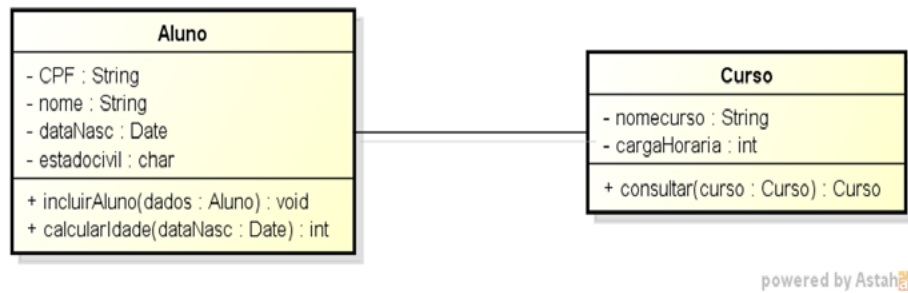 Aluno
- CPF : String
- nome : String
- dataNasc : Date
- estadocivil : char
+ incluirAluno(dados : Aluno) : void
+ calcularIdade(dataNasc : Date) : int
Curso
- nomecurso : String
- cargaHoraria : int
+ consultar(curso : Curso) : Curso
powered by Astah